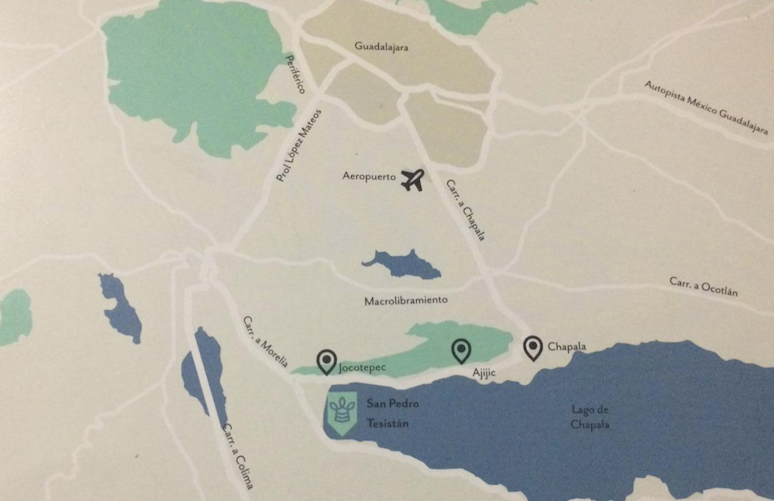 Guadalajara
Periférico
Autopista México Guadalajara
Prol López Mateos
Aeropuerto
Carr. a Chapala
Carr. a Ocotlán
Macrolibramiento
Carr. a Morelia
Chapala
Jocotepec
Ajijic
San Pedro
Tesistán
Lago de
Chapala
Carr. a Colima